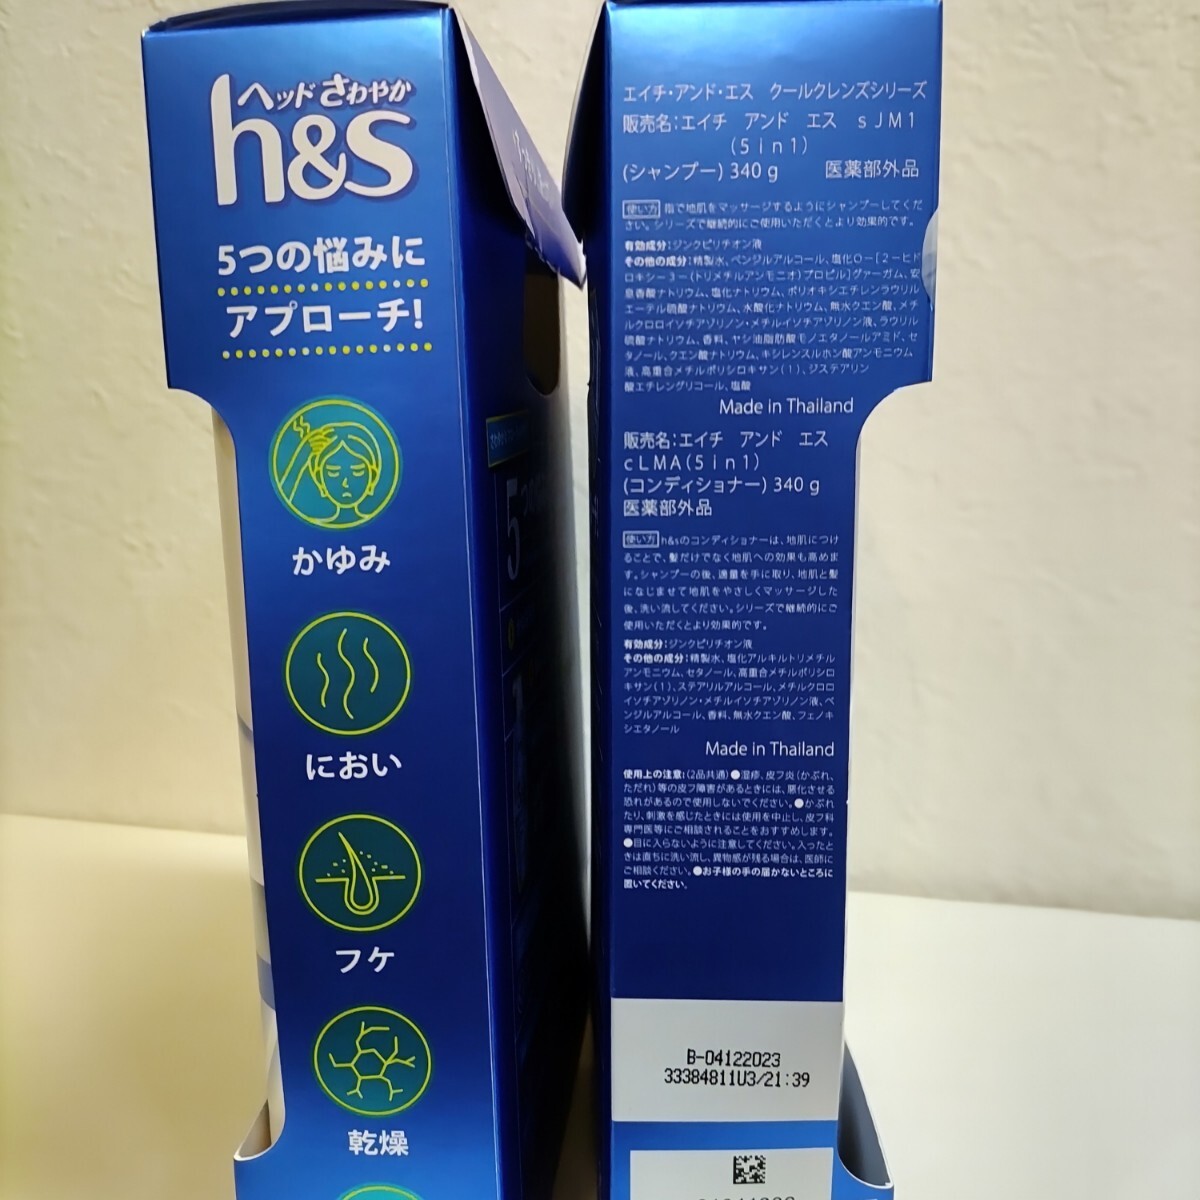 ヘッド さわやか
h&s
5つの悩みに
アプローチ!
かゆみ
におい
フケ
乾燥
エイチ・アンド・エス クールクレンズシリーズ
販売名:エイチ アンド エス sJM1
(5in1)
(シャンプー) 340g 医薬部外品
使い方 指で地肌をマッサージするようにシャンプーしてくだ
さい。シリーズで継続的にご使用いただくとより効果的です。
有効成分:ジンクピリチオン液
その他の成分:精製水、ベンジルアルコール、塩化O-[2-ヒド
ロキシ-3-(トリメチルアンモニオ)プロピル]グァーガム、安
息香酸ナトリウム、塩化ナトリウム、ポリオキシエチレンラウリル
エーテル硫酸ナトリウム、水酸化ナトリウム、無水クエン酸、メチ
ルクロロイソチアゾリノン・メチルイソチアゾリノン液、ラウリル
硫酸ナトリウム、香料、ヤシ油脂肪酸モノエタノールアミド、セ
タノール、クエン酸ナトリウム、キシレンスルホン酸アンモニウム
液、高重合メチルポリシロキサン(1)、ジステアリン
酸エチレングリコール、塩酸
Made in Thailand
販売名:エイチ アンド エス
cLMA(5in1)
(コンディショナー) 340g
医薬部外品
使い方 h&sのコンディショナーは、地肌につけ
ることで、髪だけでなく地肌への効果も高めま
す。シャンプーの後、適量を手に取り、地肌と髪
になじませて地肌をやさしくマッサージした
後、洗い流してください。シリーズで継続的にご
使用いただくとより効果的です。
有効成分:ジンクピリチオン液
その他の成分:精製水、塩化アルキルトリメチル
アンモニウム、セタノール、高重合メチルポリシロ
キサン(1)、ステアリルアルコール、メチルクロロ
イソチアゾリノン・メチルイソチアゾリノン液、ベ
ンジルアルコール、香料、無水クエン酸、フェノキ
シエタノール
Made in Thailand
使用上の注意:(2品共通)●湿疹、皮フ炎(かぶれ、
ただれ)等の皮フ障害があるときには、悪化させる
恐れがあるので使用しないでください。●かぶれ
たり、刺激を感じたときには使用を中止し、皮フ科
専門医等にご相談されることをおすすめします。
●目に入らないように注意してください。入ったと
きは直ちに洗い流し、異物感が残る場合は、医師に
ご相談ください。●お子様の手の届かないところに
置いてください。
B-04122023
33384811U3/21:39